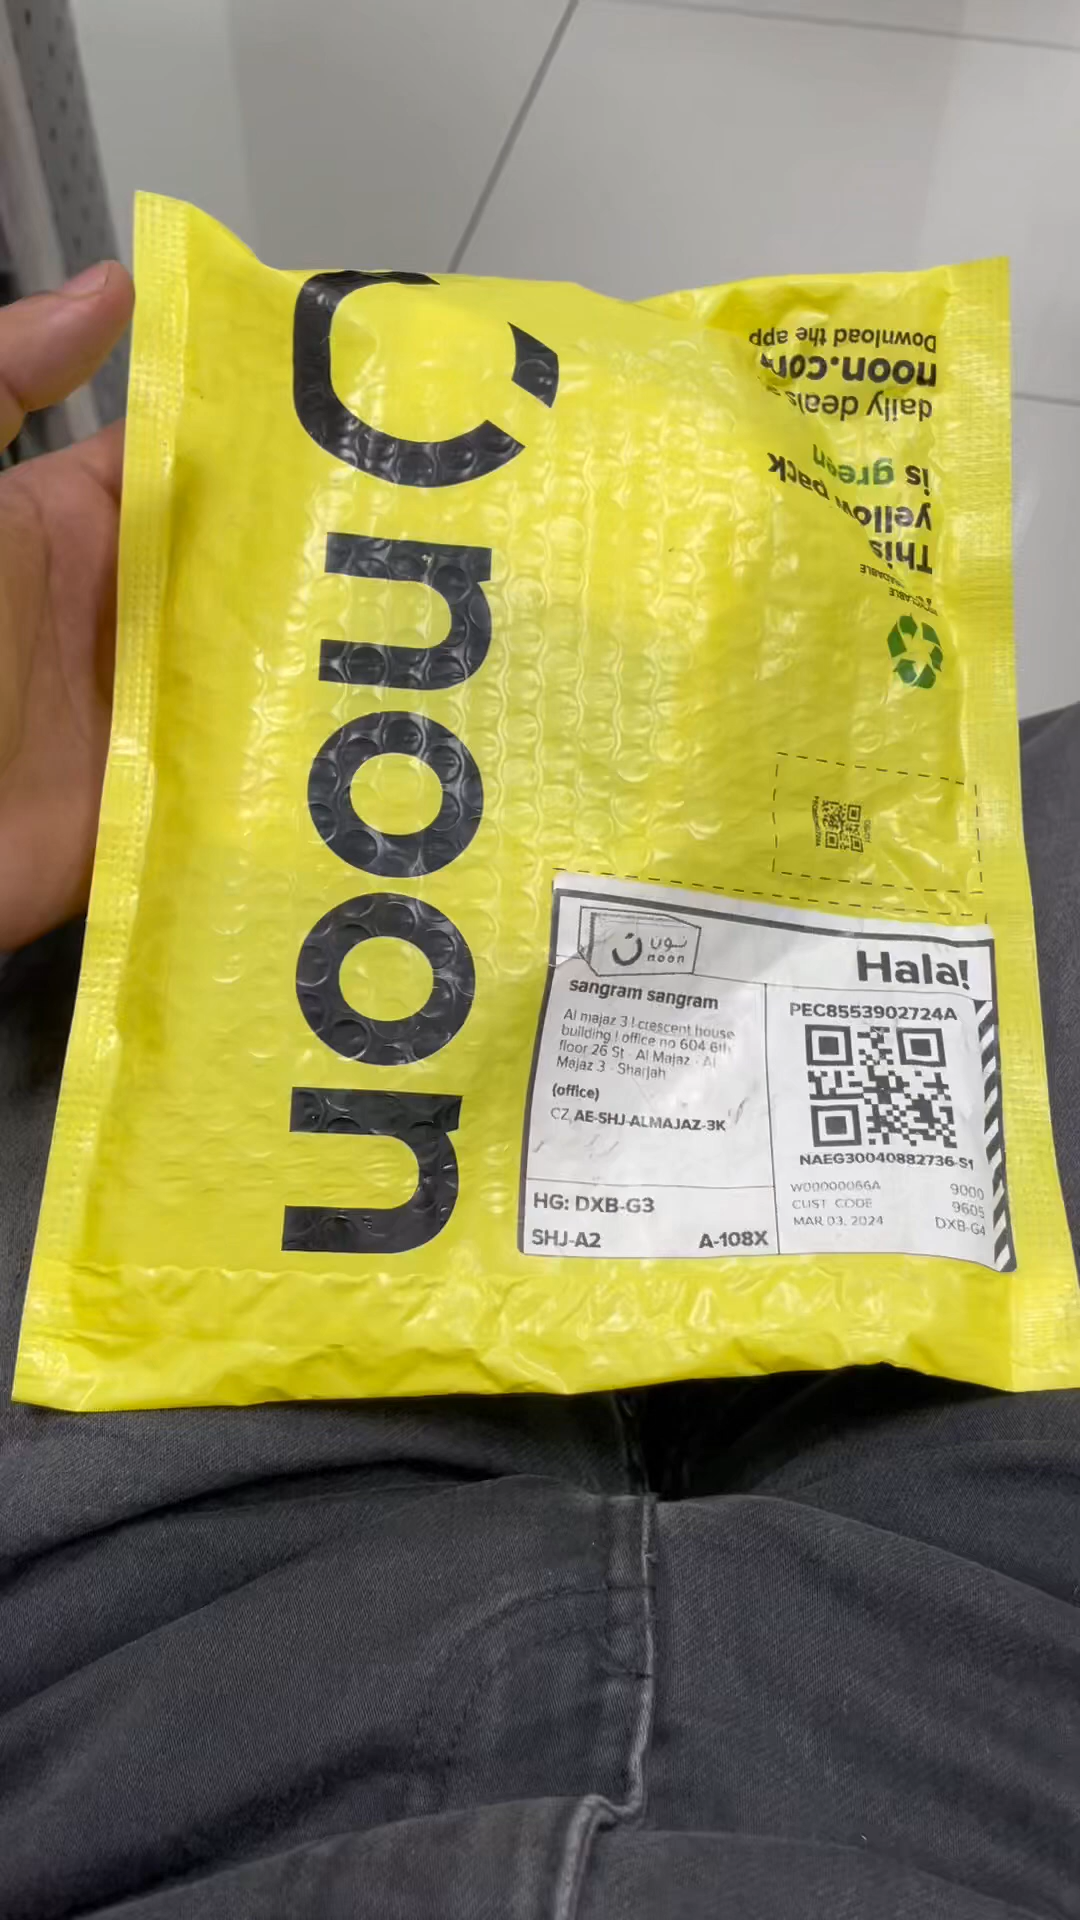 noon
ن
Download the app
noon.com
daily deals
is green
yellow pack
This
نون
noon
Hala!
sangram sangram
Al majaz 3 ! crescent house
building ! office no 604 6th
floor 26 St - Al Majaz - Al
Majaz 3 - Sharjah
(office)
CZ, AE-SHJ-ALMAJAZ-3K
HG: DXB-G3
SHJ-A2
A-108X
PEC8553902724A
NAEG30040882736-S1
W00000066A
9000
CUST CODE
9605
MAR 03, 2024
DXB-G4